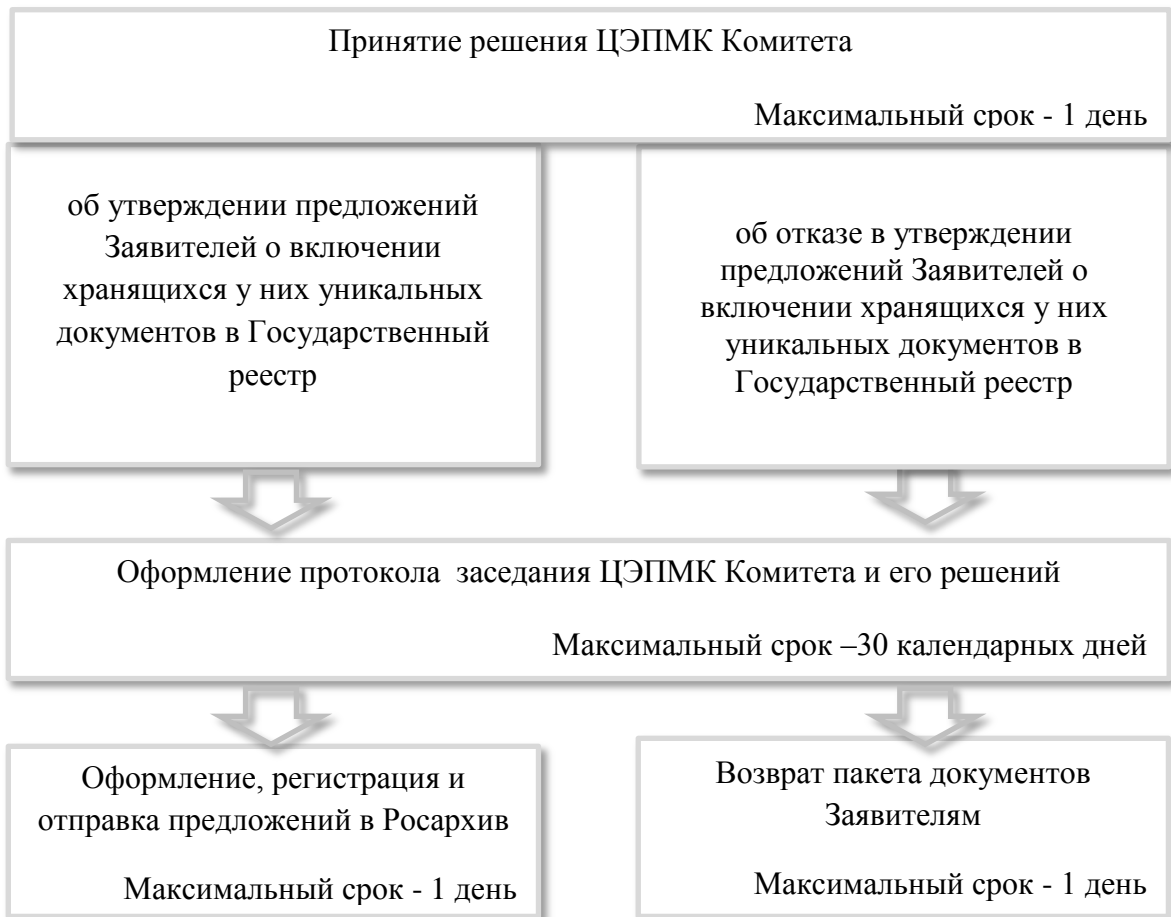 Принятие решения ЦЭПМК Комитета
Максимальный срок - 1 день
об утверждении предложений
Заявителей о включении
хранящихся у них уникальных
документов в Государственный
реестр
об отказе в утверждении
предложений Заявителей о
включении хранящихся у них
уникальных документов в
Государственный реестр
Оформление протокола заседания ЦЭПМК Комитета и его решений
Максимальный срок –30 календарных дней
Оформление, регистрация и
отправка предложений в Росархив
Максимальный срок - 1 день
Возврат пакета документов
Заявителям
Максимальный срок - 1 день